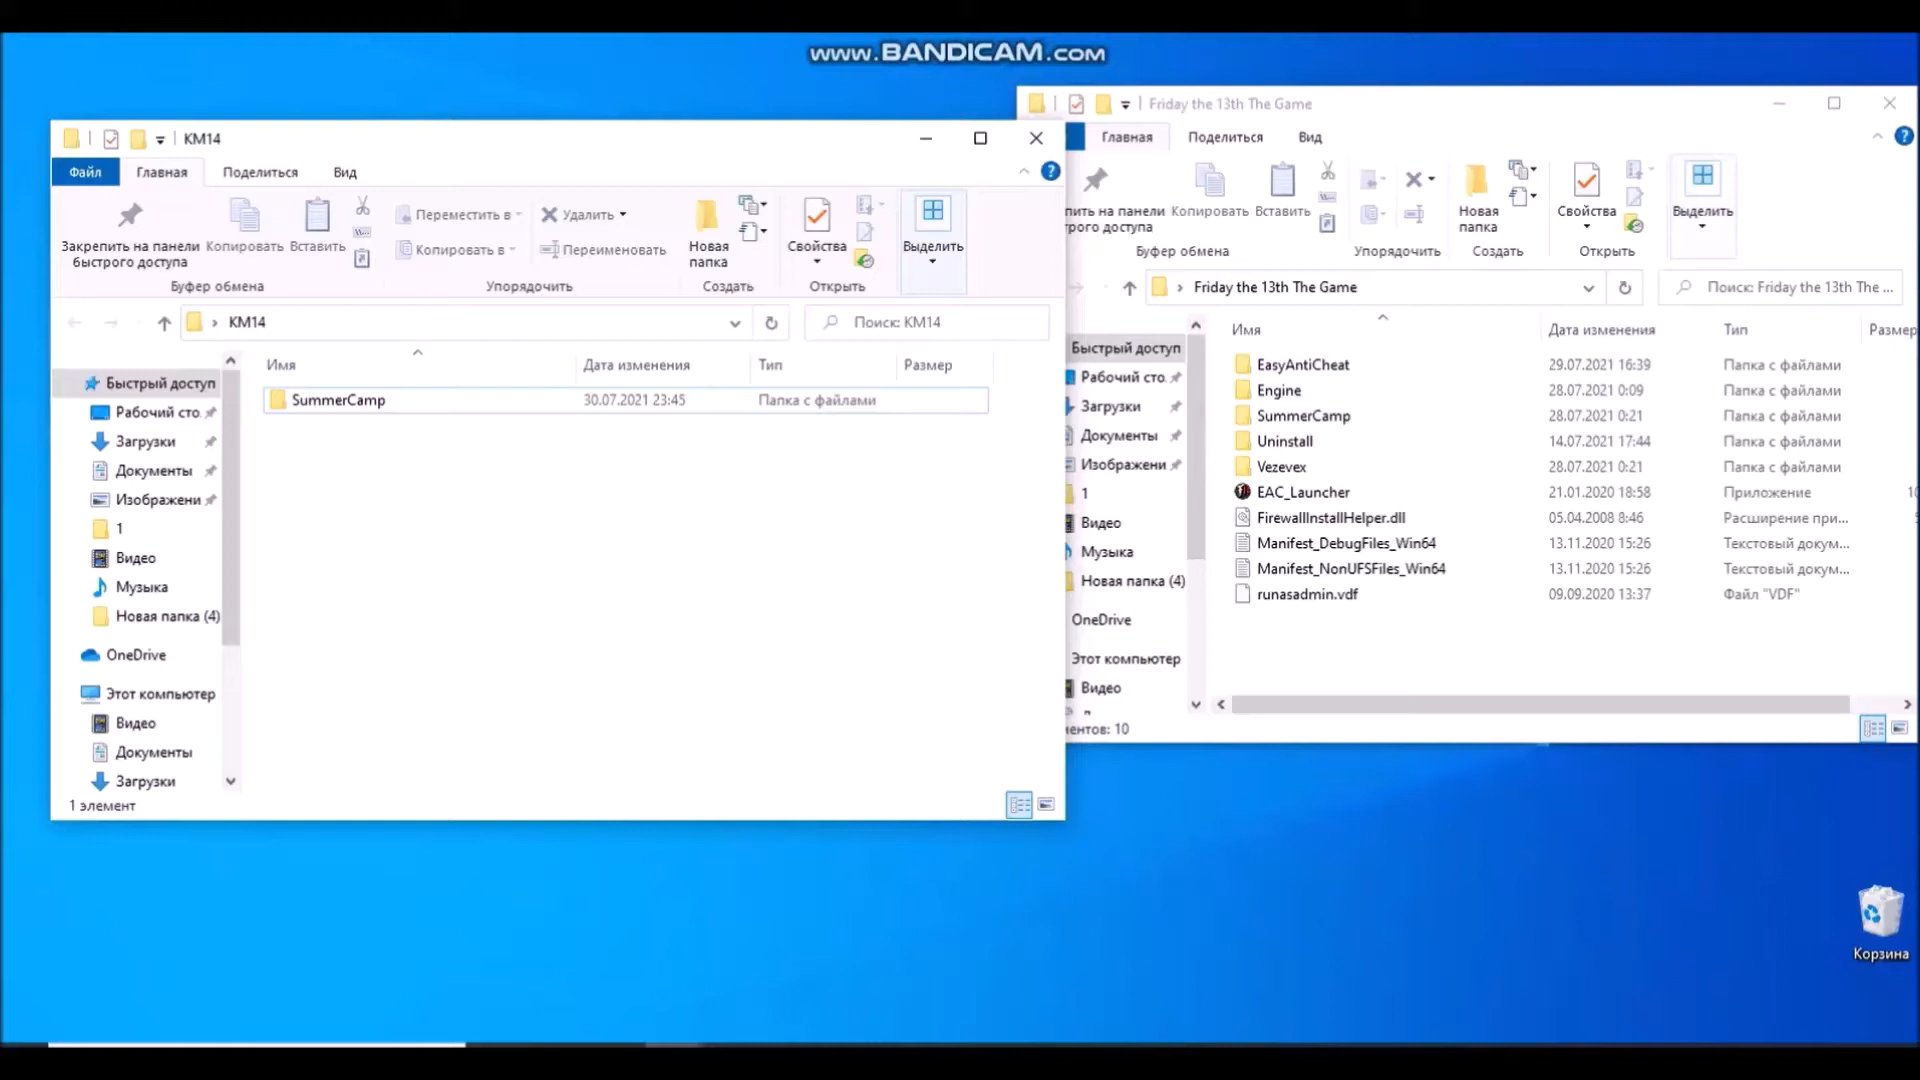 www.BANDICAM.com
KM14
Файл
Главная
Поделиться
Вид
Закрепить на панели
быстрого доступа
Копировать
Вставить
Переместить в
Копировать в
Удалить
Переименовать
Новая
папка
Свойства
Выделить
Буфер обмена
Упорядочить
Создать
Открыть
KM14
Поиск: KM14
Имя
Дата изменения
Тип
Размер
SummerCamp
30.07.2021 23:45
Папка с файлами
Быстрый доступ
Рабочий сто
Загрузки
Документы
Изображени
1
Видео
Музыка
Новая папка (4)
OneDrive
Этот компьютер
Видео
Документы
Загрузки
1 элемент
Friday the 13th The Game
Главная
Поделиться
Вид
пить на панели
трого доступа
Копировать
Вставить
Новая
папка
Свойства
Выделить
Буфер обмена
Упорядочить
Создать
Открыть
Friday the 13th The Game
Поиск: Friday the 13th The ...
Имя
Дата изменения
Тип
Размер
EasyAntiCheat 29.07.2021 16:39 Папка с файлами
Engine 28.07.2021 0:09 Папка с файлами
SummerCamp 28.07.2021 0:21 Папка с файлами
Uninstall 14.07.2021 17:44 Папка с файлами
Vezevex 28.07.2021 0:21 Папка с файлами
EAC_Launcher 21.01.2020 18:58 Приложение
FirewallInstallHelper.dll 05.04.2008 8:46 Расширение при...
Manifest_DebugFiles_Win64 13.11.2020 15:26 Текстовый докум...
Manifest_NonUFSFiles_Win64 13.11.2020 15:26 Текстовый докум...
runasadmin.vdf 09.09.2020 13:37 Файл "VDF"
Быстрый доступ
Рабочий сто
Загрузки
Документы
Изображени
1
Видео
Музыка
Новая папка (4)
OneDrive
Этот компьютер
Видео
ентов: 10
Корзина